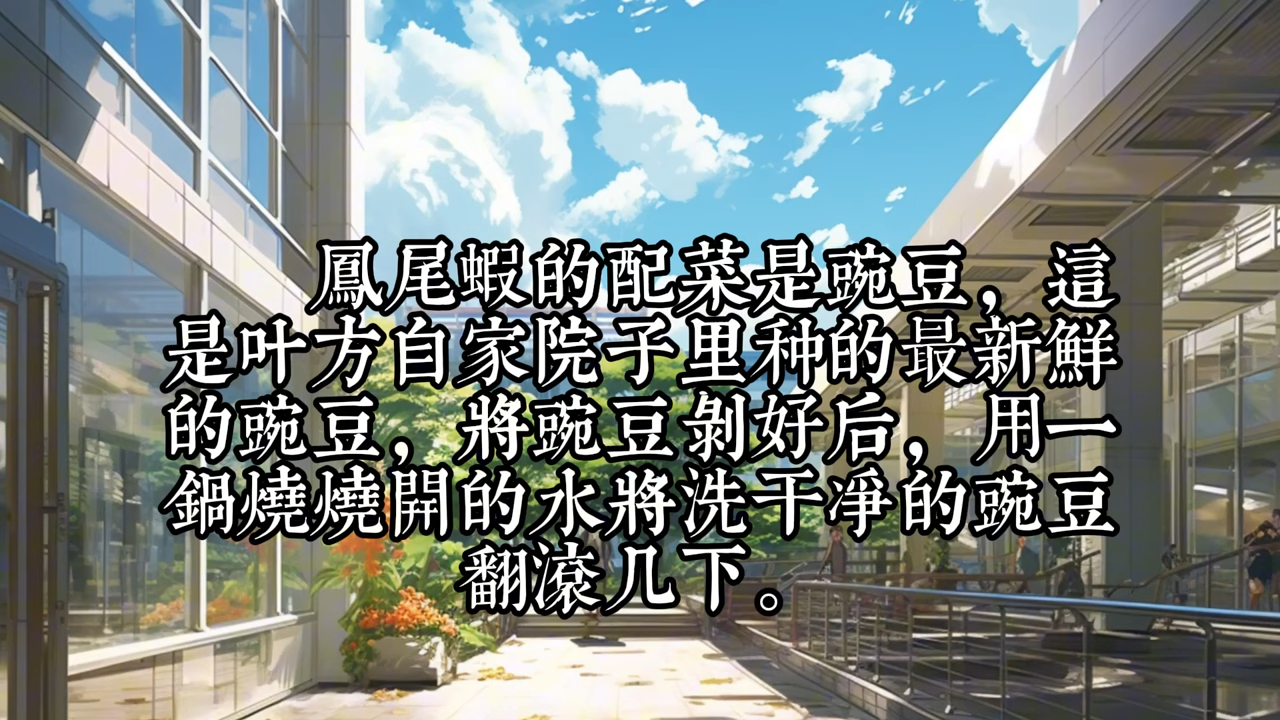 鳳尾蝦的配菜是豌豆，這
是叶方自家院子里种的最新鮮
的豌豆，將豌豆剝好后，用一
鍋燒燒開的水將洗干凈的豌豆
翻滾几下。